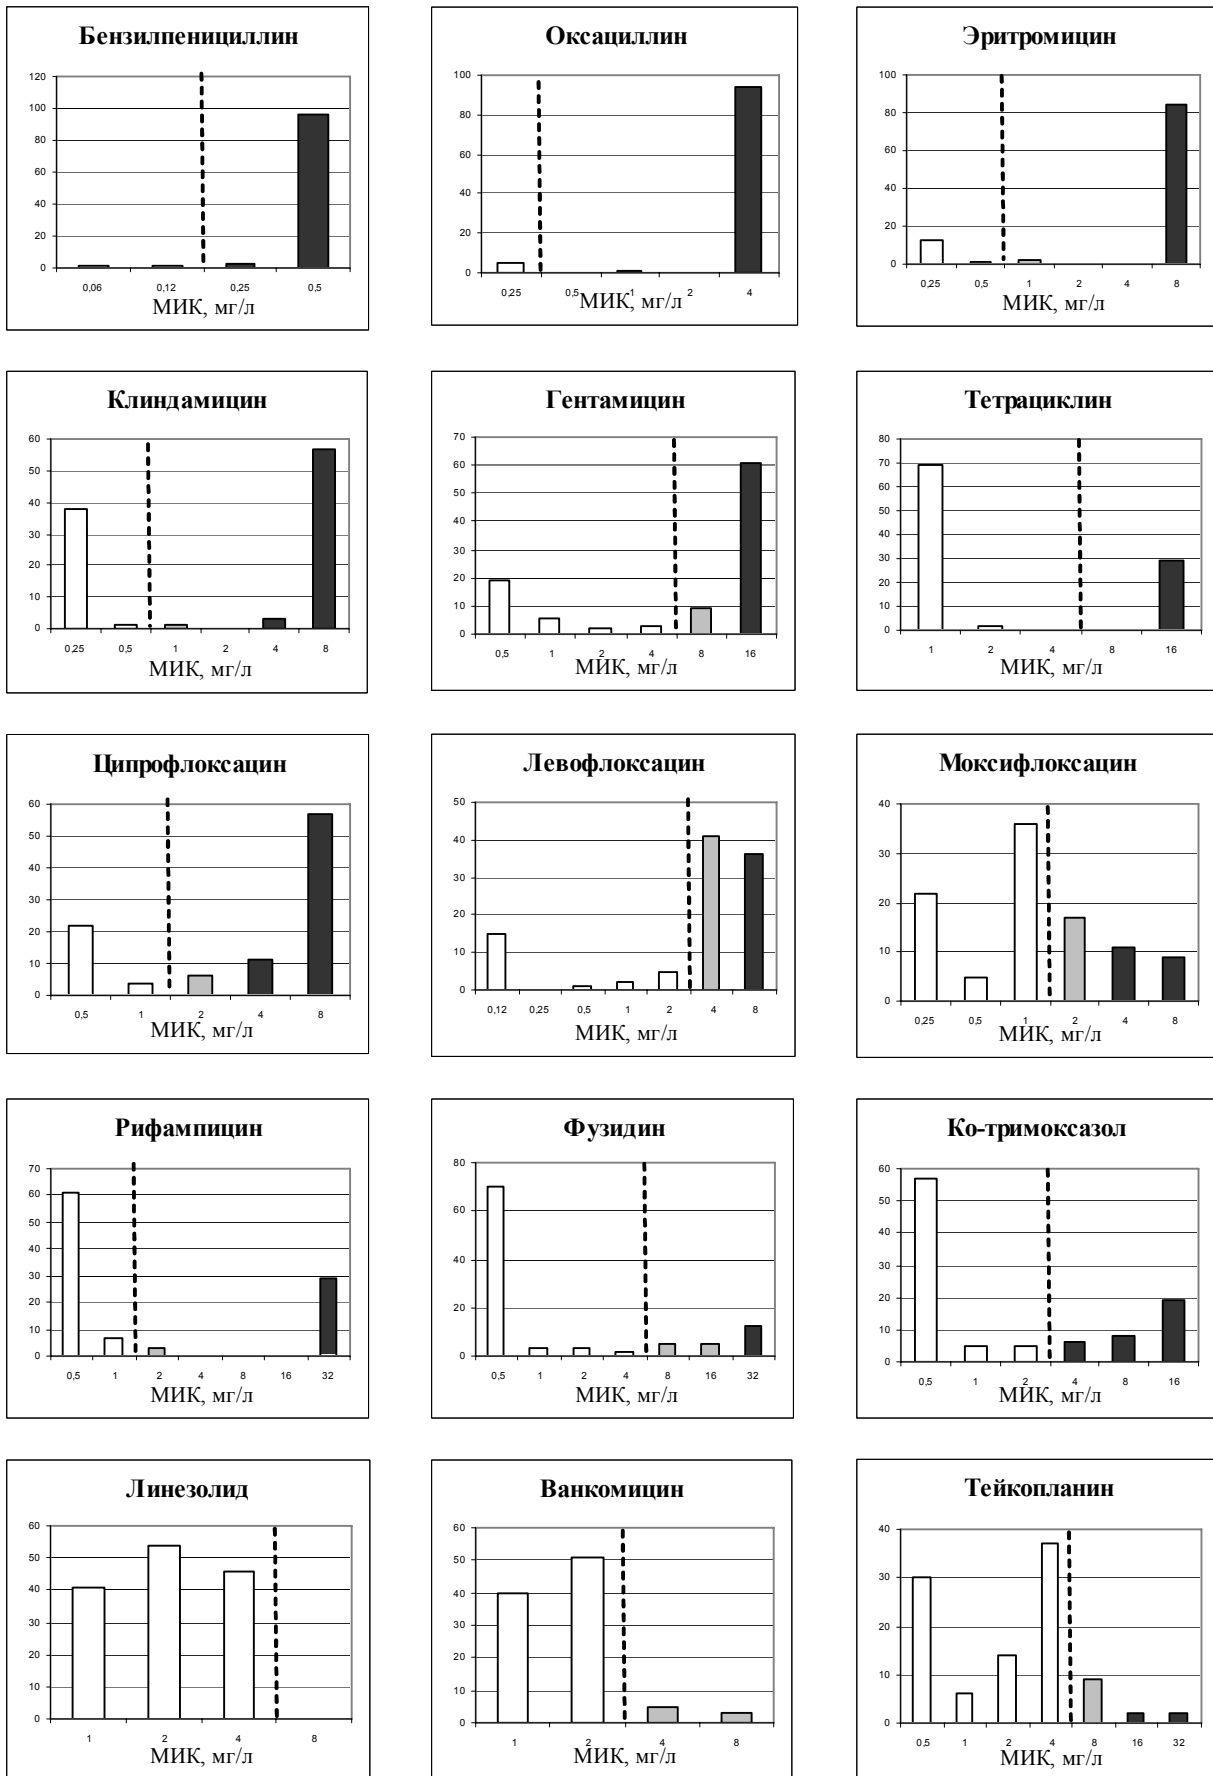 Бензилпенициллин
120
100
80
60
40
20
0
0,06 0,12 0,25 0,5
МИК, мг/л
Оксациллин
100
80
60
40
20
0
0,25 0,5 1 2 4
МИК, мг/л
Эритромицин
100
80
60
40
20
0
0,25 0,5 1 2 4 8
МИК, мг/л
Клиндамицин
60
50
40
30
20
10
0
0,25 0,5 1 2 4 8
МИК, мг/л
Гентамицин
70
60
50
40
30
20
10
0
0,5 1 2 4 8 16
МИК, мг/л
Тетрациклин
80
70
60
50
40
30
20
10
0
1 2 4 8 16
МИК, мг/л
Ципрофлоксацин
60
50
40
30
20
10
0
0,5 1 2 4 8
МИК, мг/л
Левофлоксацин
50
40
30
20
10
0
0,12 0,25 0,5 1 2 4 8
МИК, мг/л
Моксифлоксацин
40
30
20
10
0
0,25 0,5 1 2 4 8
МИК, мг/л
Рифампицин
70
60
50
40
30
20
10
0
0,5 1 2 4 8 16 32
МИК, мг/л
Фузидин
80
60
40
20
0
0,5 1 2 4 8 16 32
МИК, мг/л
Ко-тримоксазол
60
50
40
30
20
10
0
0,5 1 2 4 8 16
МИК, мг/л
Линезолид
60
50
40
30
20
10
0
1 2 4 8
МИК, мг/л
Ванкомицин
60
50
40
30
20
10
0
1 2 4 8
МИК, мг/л
Тейкопланин
40
30
20
10
0
0,5 1 2 4 8 16 32
МИК, мг/л